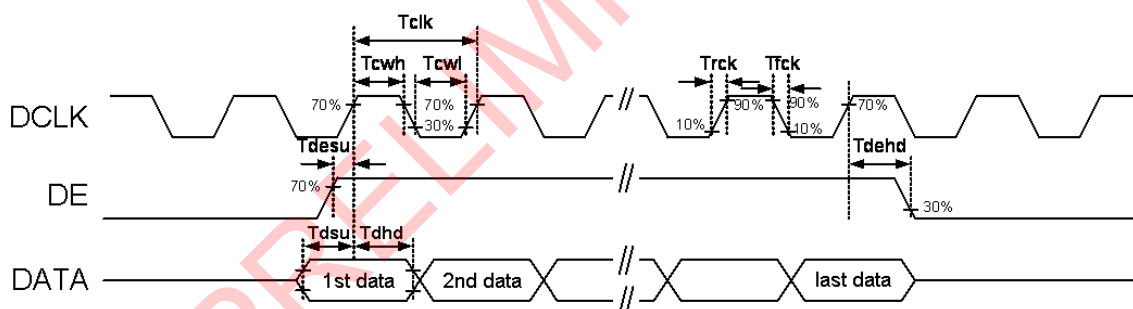 Tclk
Tcwh Tcwl Trck Tfck
DCLK 70% 70% 30% 10% 90% 90% 10% 70%
Tdesu Tdehd
DE 70% 30%
Tdsu Tdhd
DATA 1st data 2nd data // last data
PRELIMI